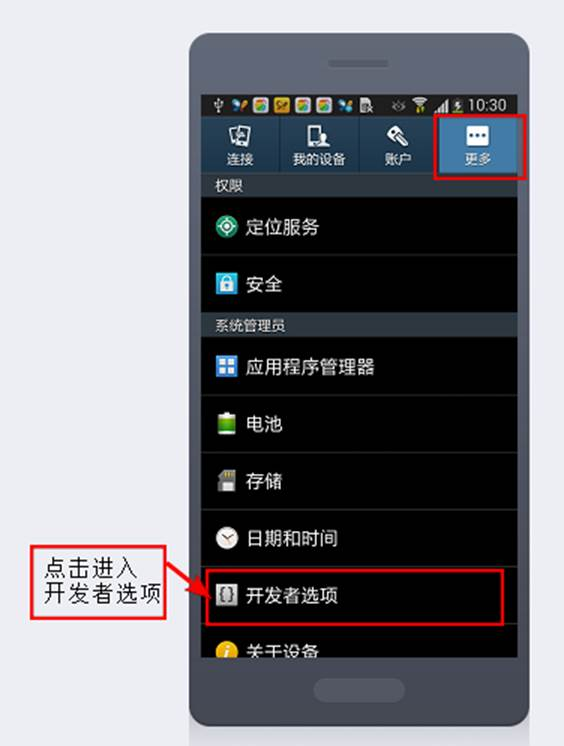 10:30
连接 我的设备 账户 更多
权限
定位服务
安全
系统管理员
应用程序管理器
电池
存储
日期和时间
点击进入
开发者选项
开发者选项
关于设备